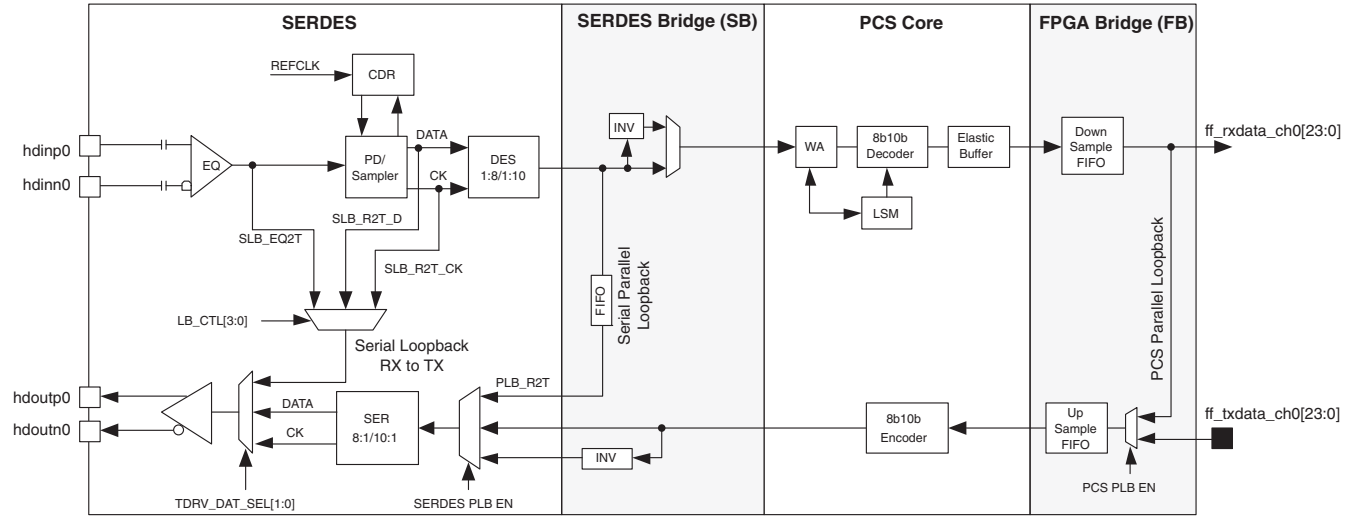 SERDES
SERDES Bridge (SB)
PCS Core
FPGA Bridge (FB)
REFCLK
CDR
hdinp0
hdinn0
EQ
PD/
Sampler
DATA
CK
DES
1:8/1:10
INV
WA
8b10b
Decoder
Elastic
Buffer
LSM
Down
Sample
FIFO
ff_rxdata_ch0[23:0]
SLB_EQ2T
SLB_R2T_D
SLB_R2T_CK
LB_CTL[3:0]
FIFO
Serial Parallel
Loopback
PCS Parallel Loopback
Serial Loopback
RX to TX
hdoutp0
hdoutn0
DATA
CK
SER
8:1/10:1
PLB_R2T
INV
8b10b
Encoder
Up
Sample
FIFO
ff_txdata_ch0[23:0]
TDRV_DAT_SEL[1:0]
SERDES PLB EN
PCS PLB EN